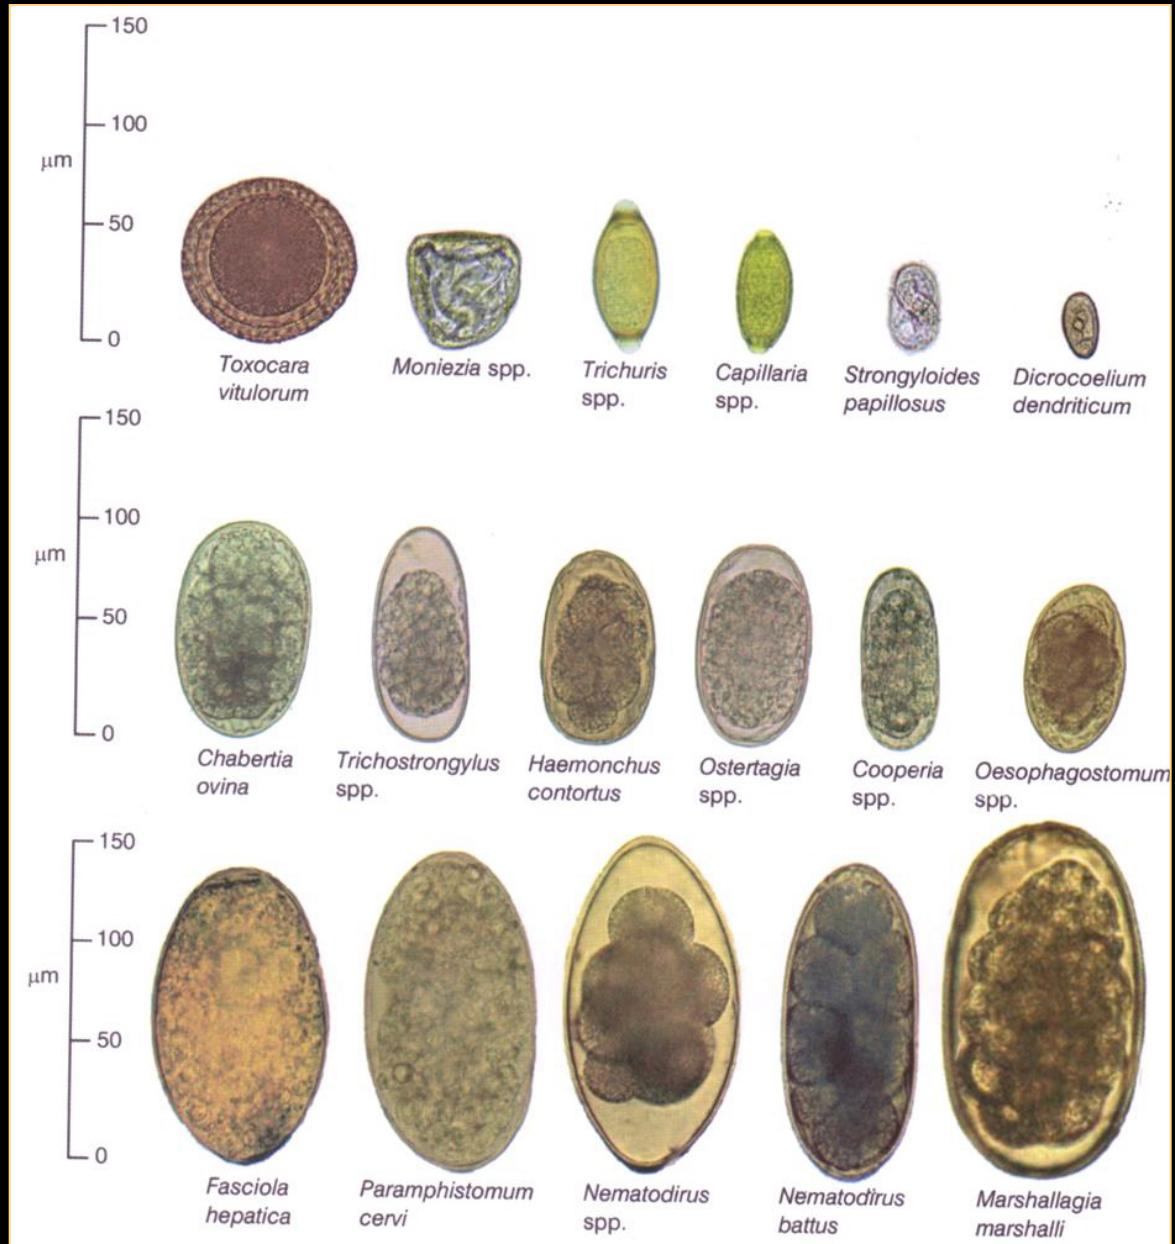 150
100
µm
50
0
Toxocara
vitulorum
Moniezia spp.
Trichuris
spp.
Capillaria
spp.
Strongyloides
papillosus
Dicrocoelium
dendriticum
150
100
µm
50
0
Chabertia
ovina
Trichostrongylus
spp.
Haemonchus
contortus
Ostertagia
spp.
Cooperia
spp.
Oesophagostomum
spp.
150
100
µm
50
0
Fasciola
hepatica
Paramphistomum
cervi
Nematodirus
spp.
Nematodirus
battus
Marshallagia
marshalli